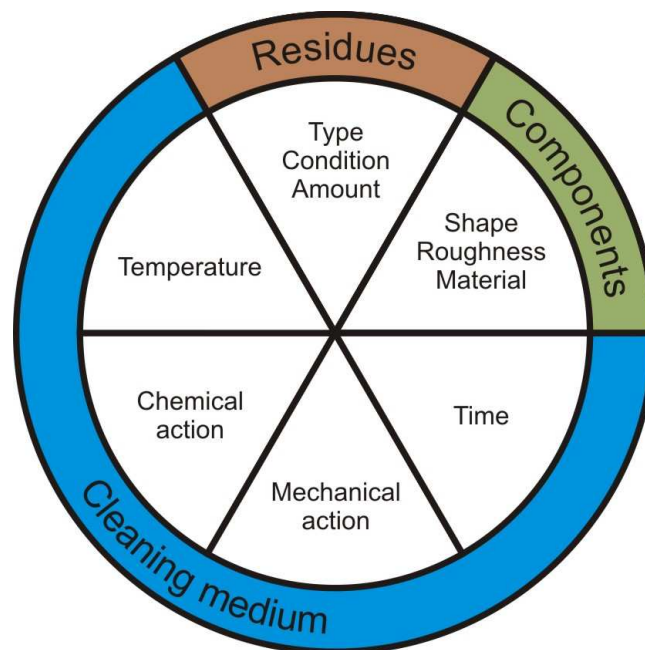 Residues
Components
Type
Condition
Amount
Shape
Roughness
Material
Temperature
Chemical
action
Time
Mechanical
action
Cleaning medium